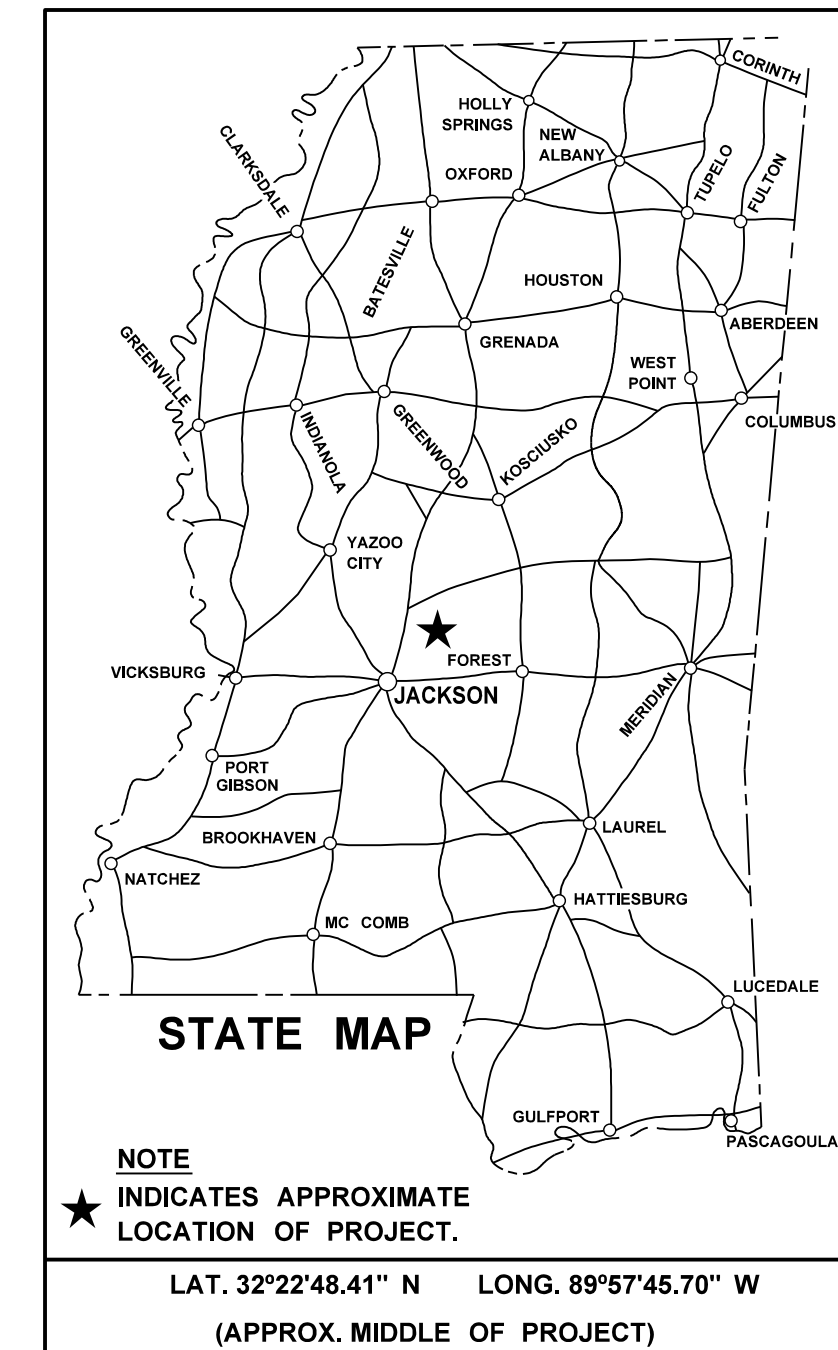 CORINTH
HOLLY
SPRINGS
NEW
ALBANY
CLARKSDALE
OXFORD
TUPELO
FULTON
BATESVILLE
HOUSTON
ABERDEEN
GREENVILLE
GRENADA
WEST
POINT
COLUMBUS
INDIANOLA
GREENWOOD
KOSCIUSKO
YAZOO
CITY
VICKSBURG
FOREST
JACKSON
MERIDIAN
PORT
GIBSON
BROOKHAVEN
LAUREL
NATCHEZ
HATTIESBURG
MC COMB
LUCEDALE
STATE MAP
GULFPORT
PASCAGOULA
NOTE
INDICATES APPROXIMATE
LOCATION OF PROJECT.
LAT. 32º22'48.41" N LONG. 89º57'45.70" W
(APPROX. MIDDLE OF PROJECT)